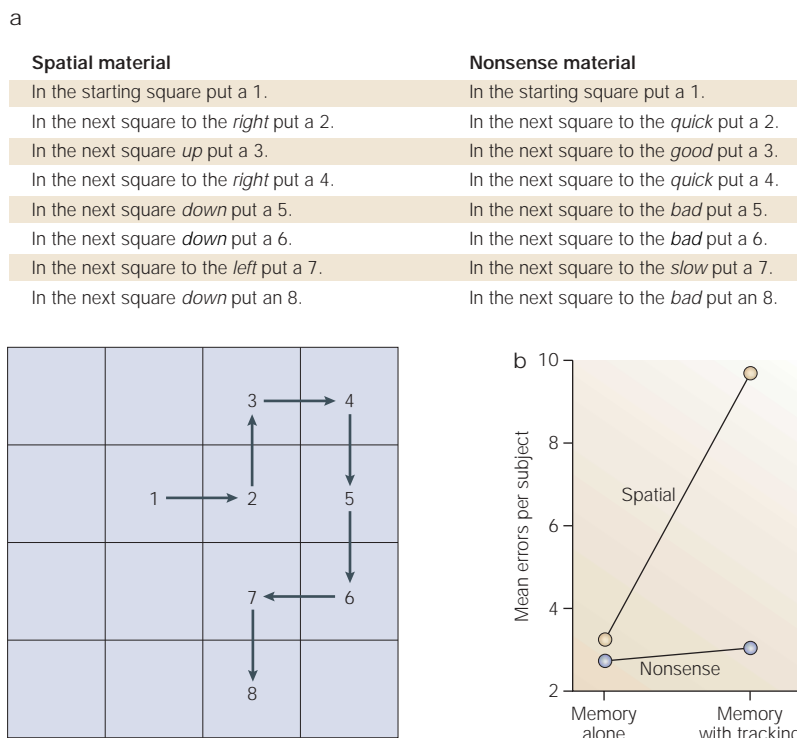 a
Spatial material
In the starting square put a 1.
In the next square to the right put a 2.
In the next square up put a 3.
In the next square to the right put a 4.
In the next square down put a 5.
In the next square down put a 6.
In the next square to the left put a 7.
In the next square down put an 8.
Nonsense material
In the starting square put a 1.
In the next square to the quick put a 2.
In the next square to the good put a 3.
In the next square to the quick put a 4.
In the next square to the bad put a 5.
In the next square to the bad put a 6.
In the next square to the slow put a 7.
In the next square to the bad put an 8.
3 4
1 2 5
7 6
8
b
Mean errors per subject
10
8
6
4
2
Spatial
Nonsense
Memory
alone
Memory
with tracking